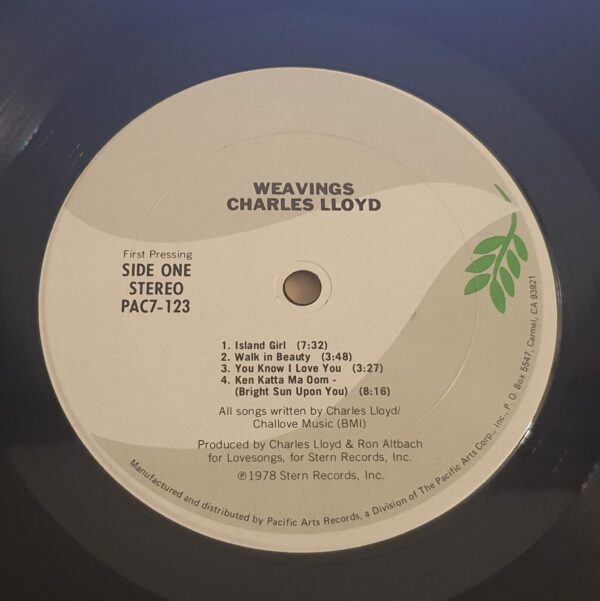 WEAVINGS
CHARLES LLOYD
First Pressing
SIDE ONE
STEREO
PAC7-123
1. Island Girl (7:32)
2. Walk in Beauty (3:48)
3. You Know I Love You (3:27)
4. Ken Katta Ma Oom -
(Bright Sun Upon You) (8:16)
All songs written by Charles Lloyd/
Challove Music (BMI)
Produced by Charles Lloyd & Ron Altbach
for Lovesongs, for Stern Records, Inc.
℗1978 Stern Records, Inc.
Manufactured and distributed by Pacific Arts Records, a Division of The Pacific Arts Corp., Inc., P. O. Box 5547, Carmel, CA 93921